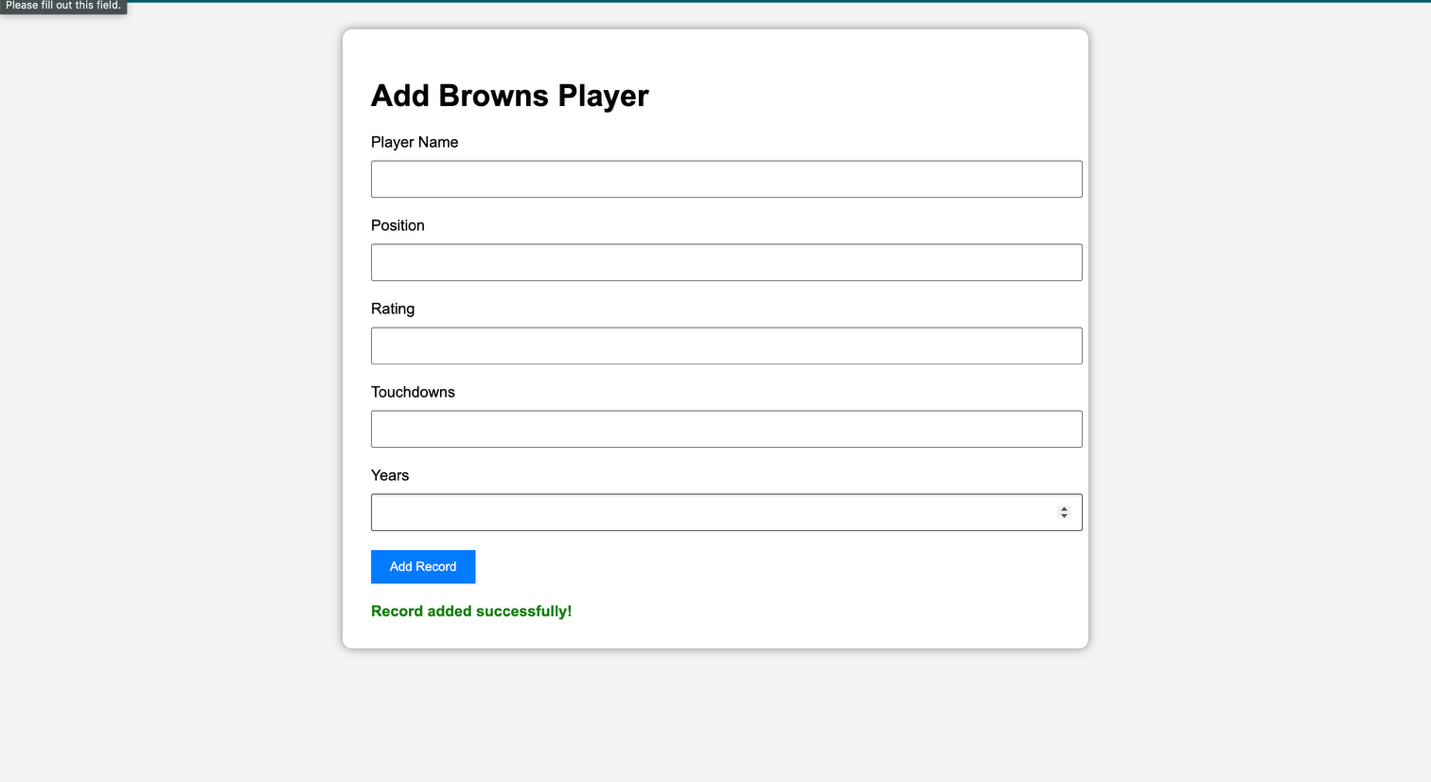 Please fill out this field.
Add Browns Player
Player Name
Position
Rating
Touchdowns
Years
Add Record
Record added successfully!